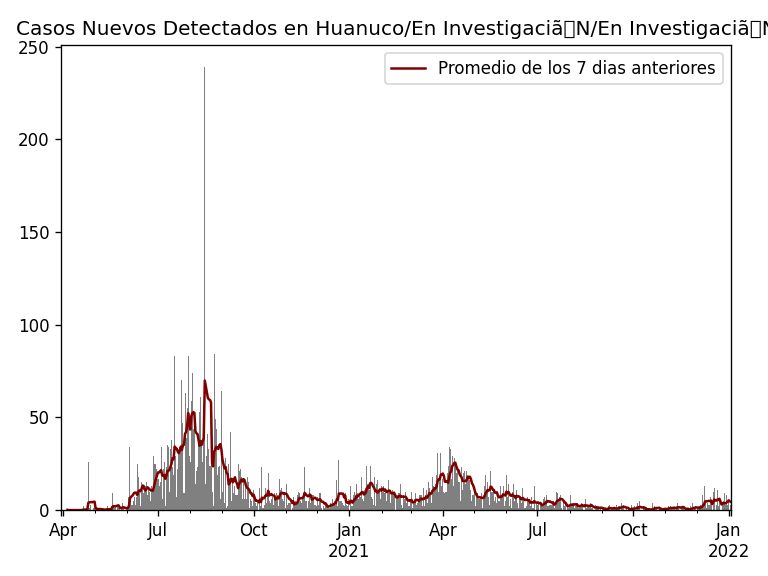 Casos Nuevos Detectados en Huanuco/En Investigaciã▯N/En Investigaciã▯N
Promedio de los 7 dias anteriores
250
200
150
100
50
0
Apr Jul Oct Jan Apr Jul Oct Jan
2021 2022